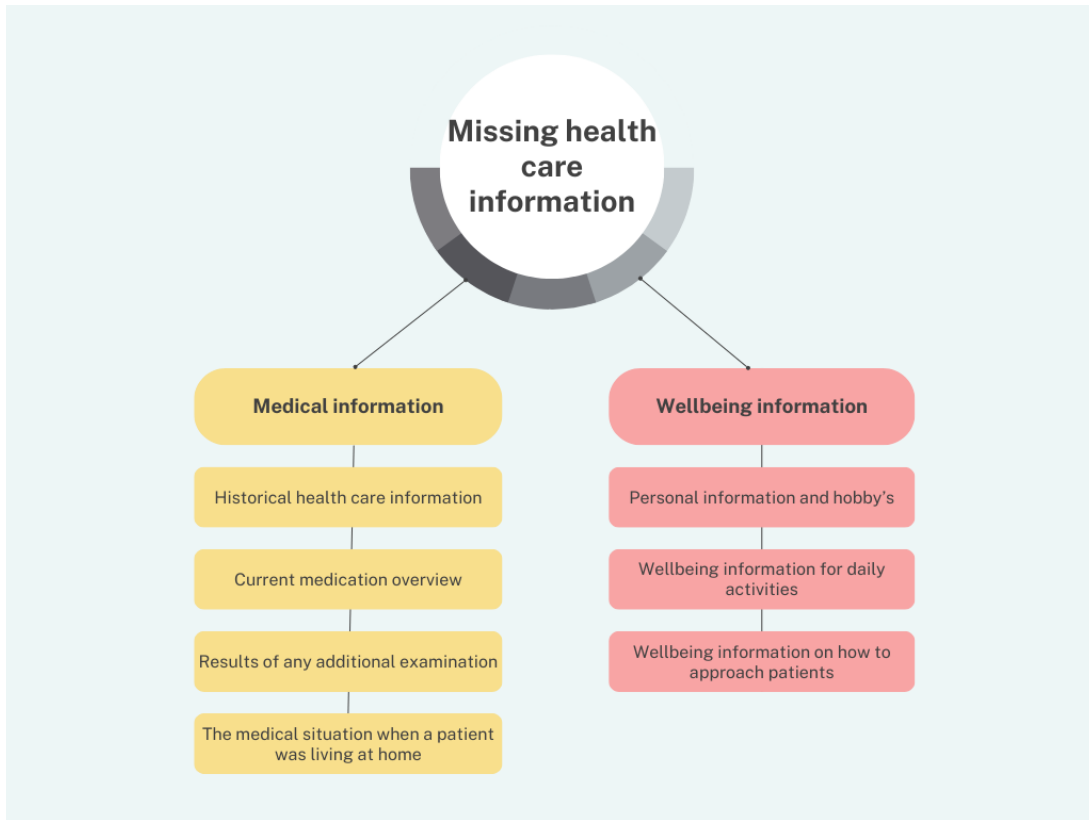 Missing health
care
information
Medical information
Historical health care information
Current medication overview
Results of any additional examination
The medical situation when a patient
was living at home
Wellbeing information
Personal information and hobby’s
Wellbeing information for daily
activities
Wellbeing information on how to
approach patients